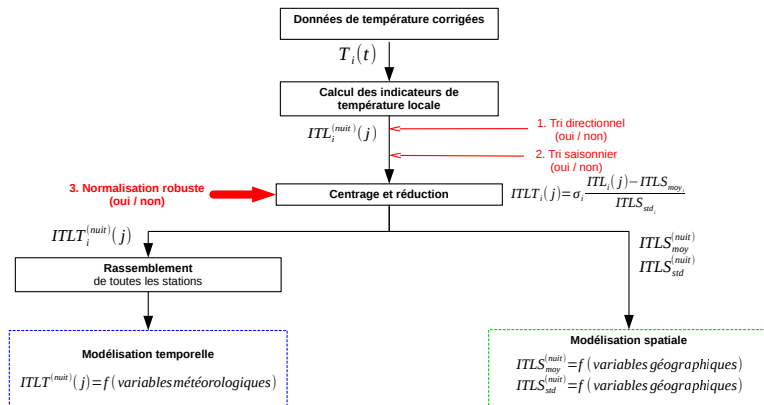 Données de température corrigées
T_i(t)
Calcul des indicateurs de
température locale
ITL_i^(nuit)(j)
1. Tri directionnel
(oui / non)
2. Tri saisonnier
(oui / non)
3. Normalisation robuste
(oui / non)
Centrage et réduction
ITLT_i(j)=σ_i (ITL_i(j)−ITLS_moy_i)/ITLS_std_i
ITLT_i^(nuit)(j)
ITLS_moy^(nuit)
ITLS_std^(nuit)
Rassemblement
de toutes les stations
Modélisation temporelle
ITLT^(nuit)(j)=f(variables météorologiques)
Modélisation spatiale
ITLS_moy^(nuit)=f(variables géographiques)
ITLS_std^(nuit)=f(variables géographiques)